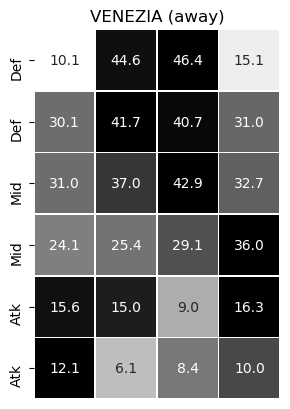 VENEZIA (away)
Def 10.1 44.6 46.4 15.1
Def 30.1 41.7 40.7 31.0
Mid 31.0 37.0 42.9 32.7
Mid 24.1 25.4 29.1 36.0
Atk 15.6 15.0 9.0 16.3
Atk 12.1 6.1 8.4 10.0